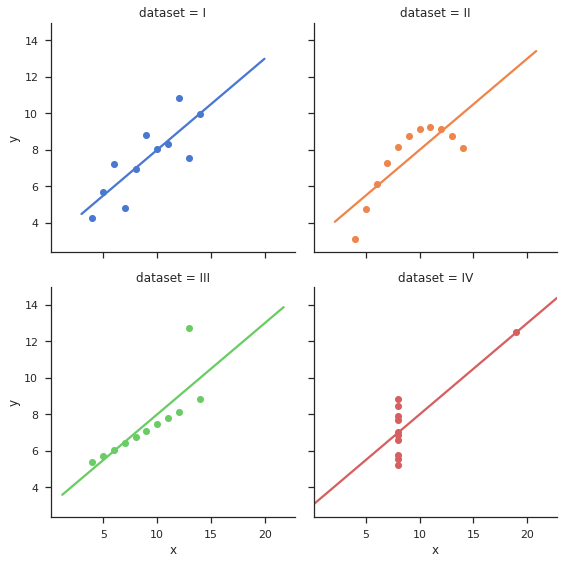 dataset = I
dataset = II
14
12
10
8
6
4
y
dataset = III
dataset = IV
14
12
10
8
6
4
y
5
10
15
20
x
5
10
15
20
x